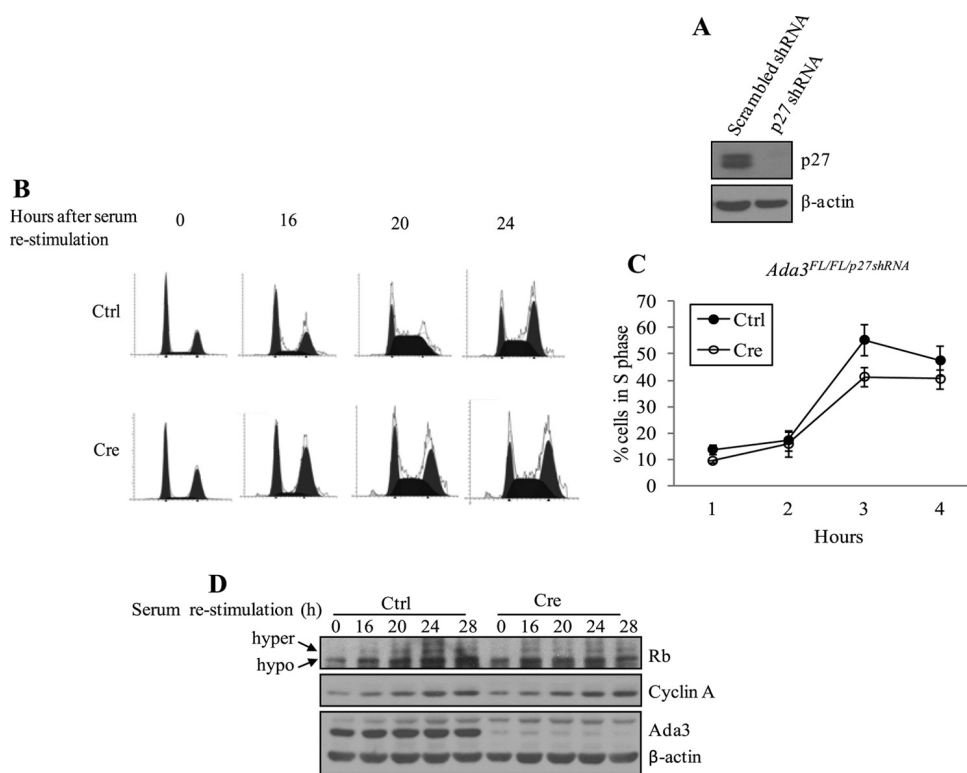 A
Scrambled shRNA
p27 shRNA
p27
β-actin
B
Hours after serum
re-stimulation
0 16 20 24
Ctrl
Cre
C
Ada3FL/FL/p27shRNA
Ctrl
Cre
% cells in S phase
70
60
50
40
30
20
10
0
1 2 3 4
Hours
D
Serum re-stimulation (h)
Ctrl Cre
0 16 20 24 28 0 16 20 24 28
hyper
hypo
Rb
Cyclin A
Ada3
β-actin